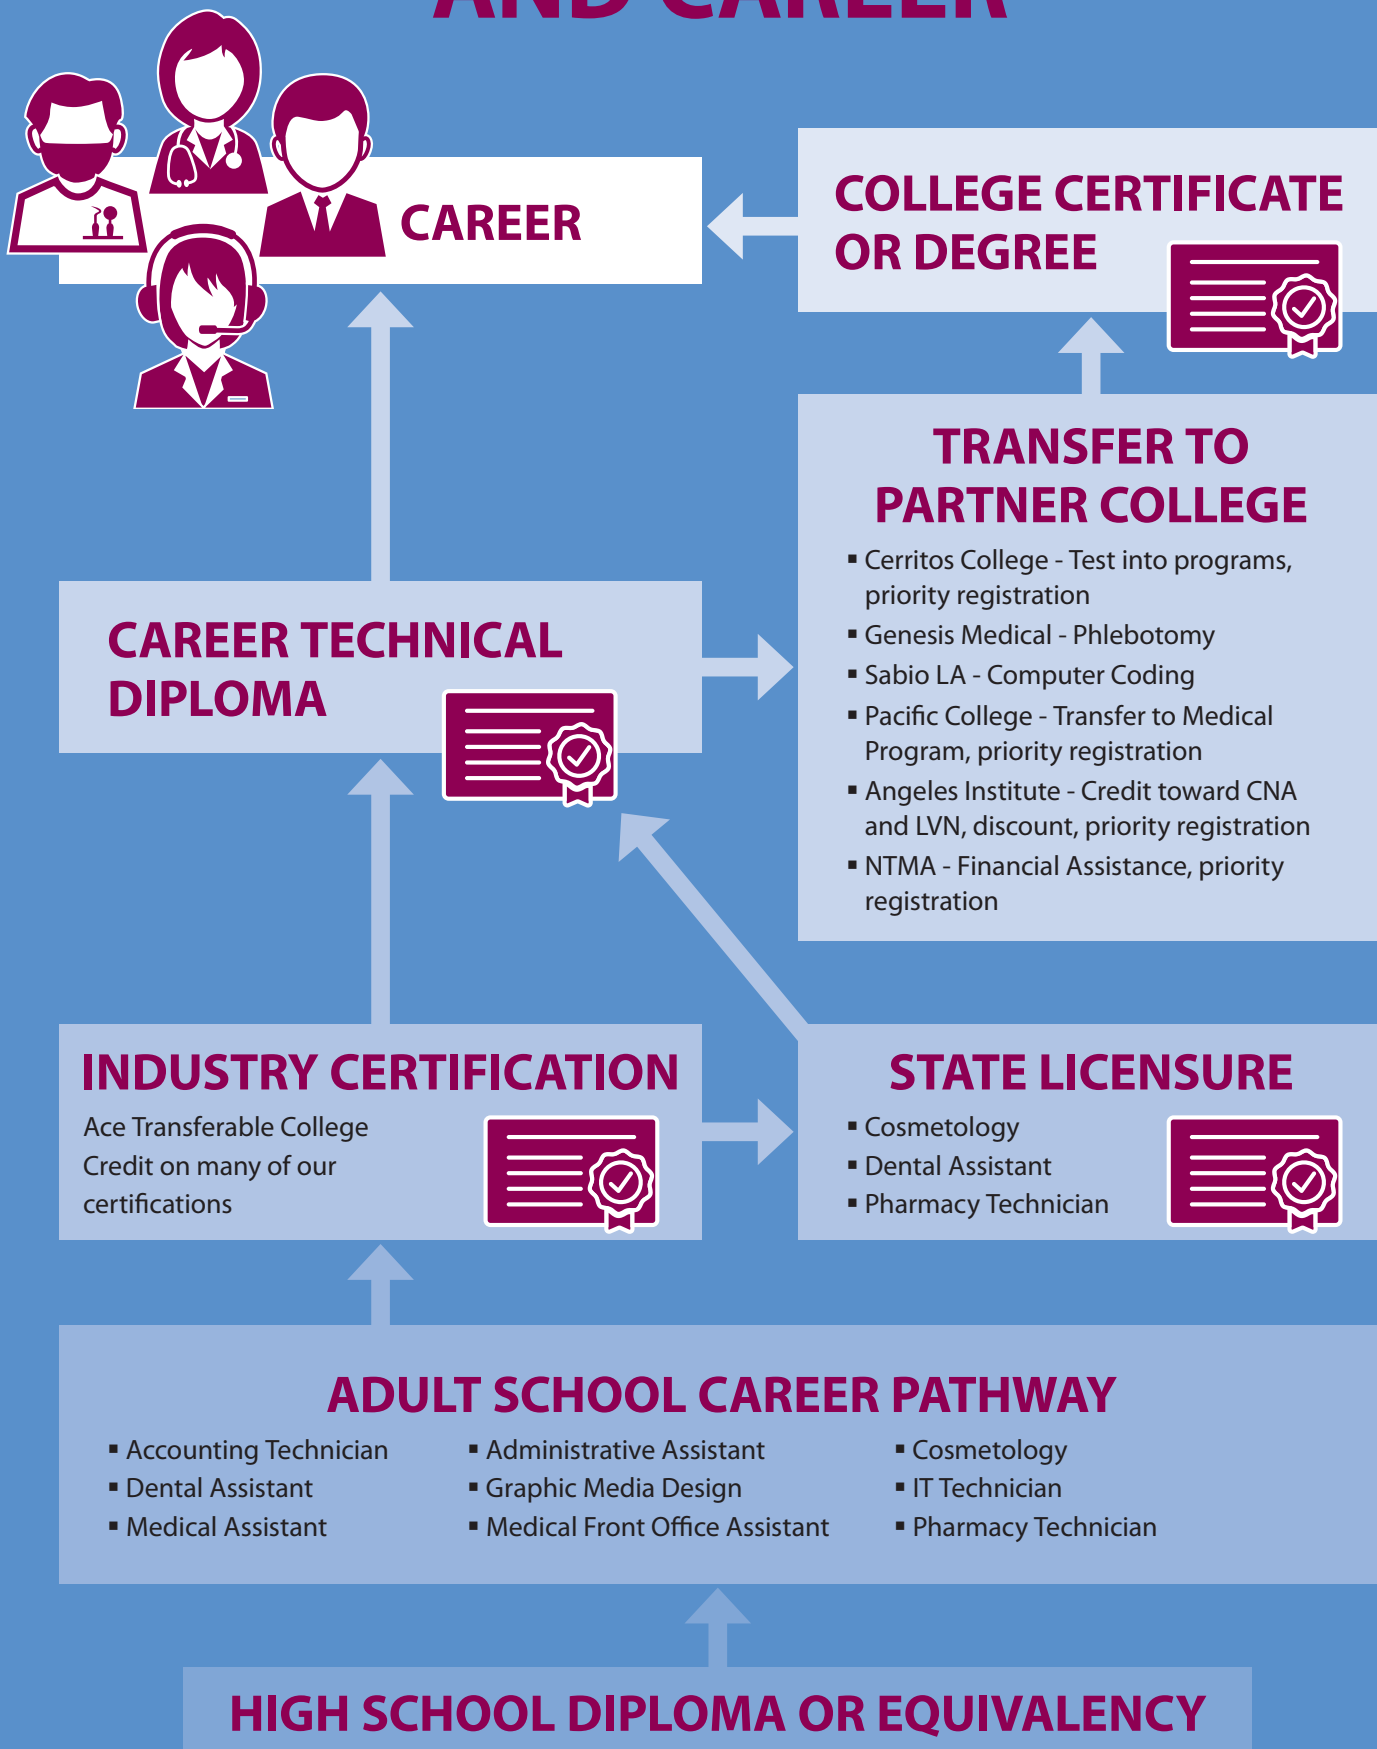 AND CAREER
CAREER
COLLEGE CERTIFICATE
OR DEGREE
TRANSFER TO
PARTNER COLLEGE
▪ Cerritos College - Test into programs,
priority registration
▪ Genesis Medical - Phlebotomy
▪ Sabio LA - Computer Coding
▪ Pacific College - Transfer to Medical
Program, priority registration
▪ Angeles Institute - Credit toward CNA
and LVN, discount, priority registration
▪ NTMA - Financial Assistance, priority
registration
CAREER TECHNICAL
DIPLOMA
INDUSTRY CERTIFICATION
Ace Transferable College
Credit on many of our
certifications
STATE LICENSURE
▪ Cosmetology
▪ Dental Assistant
▪ Pharmacy Technician
ADULT SCHOOL CAREER PATHWAY
▪ Accounting Technician
▪ Dental Assistant
▪ Medical Assistant
▪ Administrative Assistant
▪ Graphic Media Design
▪ Medical Front Office Assistant
▪ Cosmetology
▪ IT Technician
▪ Pharmacy Technician
HIGH SCHOOL DIPLOMA OR EQUIVALENCY